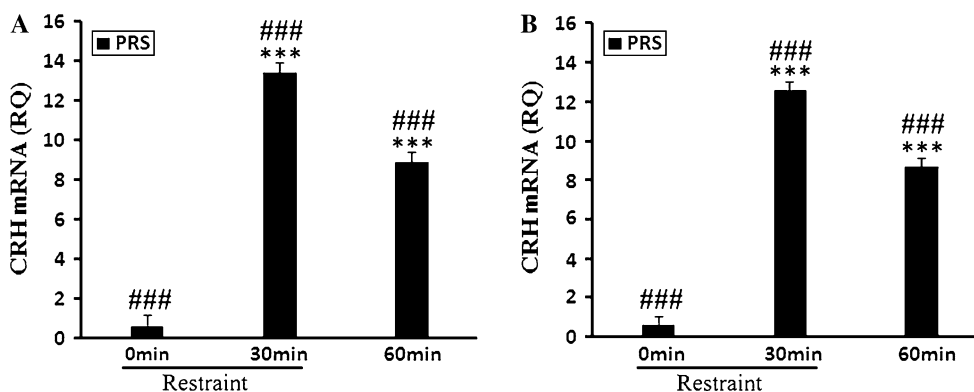 A
PRS
CRH mRNA (RQ)
16
14
12
10
8
6
4
2
0
###
###
***
###
***
0min
30min
60min
Restraint
B
PRS
CRH mRNA (RQ)
16
14
12
10
8
6
4
2
0
###
###
***
###
***
0min
30min
60min
Restraint